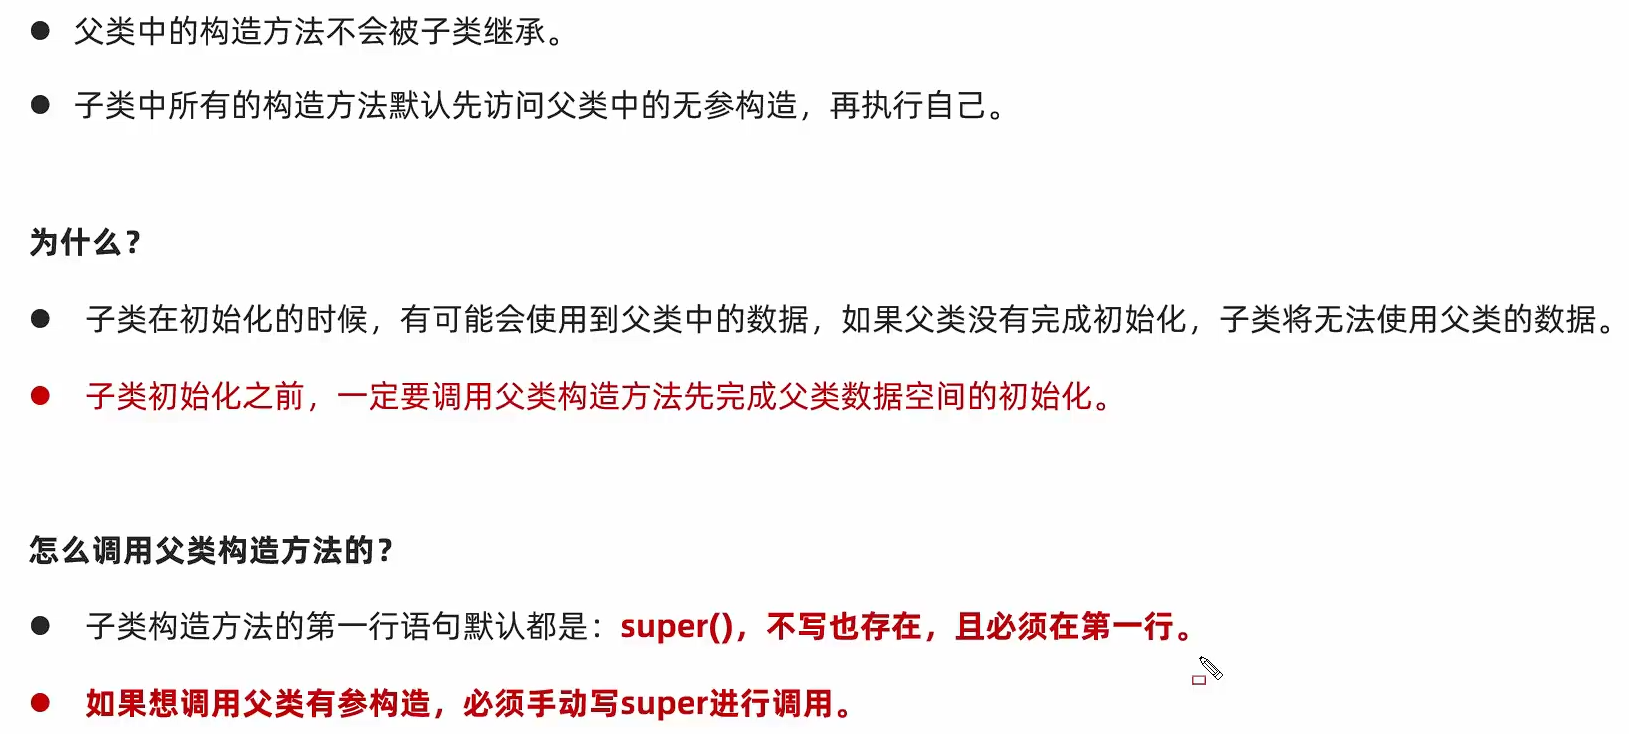 ● 父类中的构造方法不会被子类继承。
● 子类中所有的构造方法默认先访问父类中的无参构造，再执行自己。
为什么？
● 子类在初始化的时候，有可能会使用到父类中的数据，如果父类没有完成初始化，子类将无法使用父类的数据。
● 子类初始化之前，一定要调用父类构造方法先完成父类数据空间的初始化。
怎么调用父类构造方法的？
● 子类构造方法的第一行语句默认都是：super()，不写也存在，且必须在第一行。
● 如果想调用父类有参构造，必须手动写super进行调用。